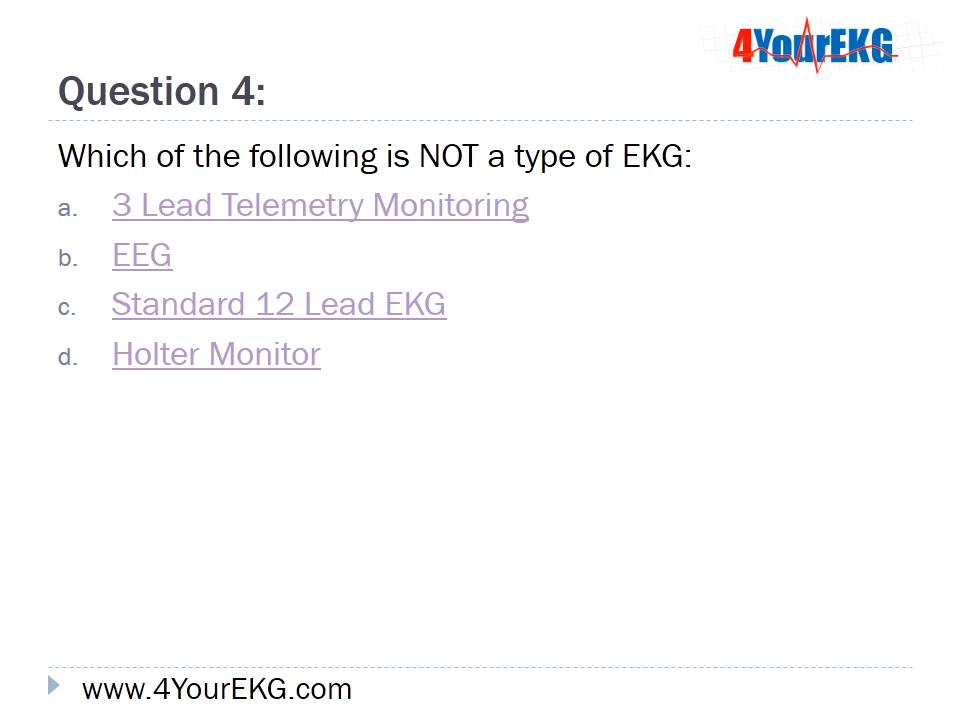 4YourEKG
Question 4:
Which of the following is NOT a type of EKG:
a. 3 Lead Telemetry Monitoring
b. EEG
c. Standard 12 Lead EKG
d. Holter Monitor
www.4YourEKG.com